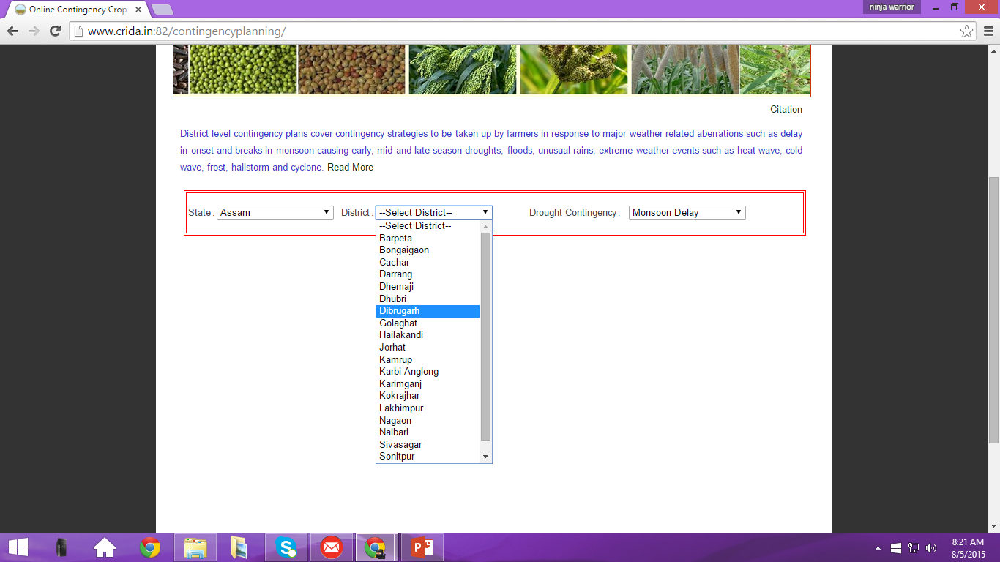 Online Contingency Crop
ninja warrior
www.crida.in:82/contingencyplanning/
Citation
District level contingency plans cover contingency strategies to be taken up by farmers in response to major weather related aberrations such as delay
in onset and breaks in monsoon causing early, mid and late season droughts, floods, unusual rains, extreme weather events such as heat wave, cold
wave, frost, hailstorm and cyclone. Read More
State: Assam District: --Select District-- Drought Contingency: Monsoon Delay
--Select District--
Barpeta
Bongaigaon
Cachar
Darrang
Dhemaji
Dhubri
Dibrugarh
Golaghat
Hailakandi
Jorhat
Kamrup
Karbi-Anglong
Karimganj
Kokrajhar
Lakhimpur
Nagaon
Nalbari
Sivasagar
Sonitpur
8:21 AM
8/5/2015